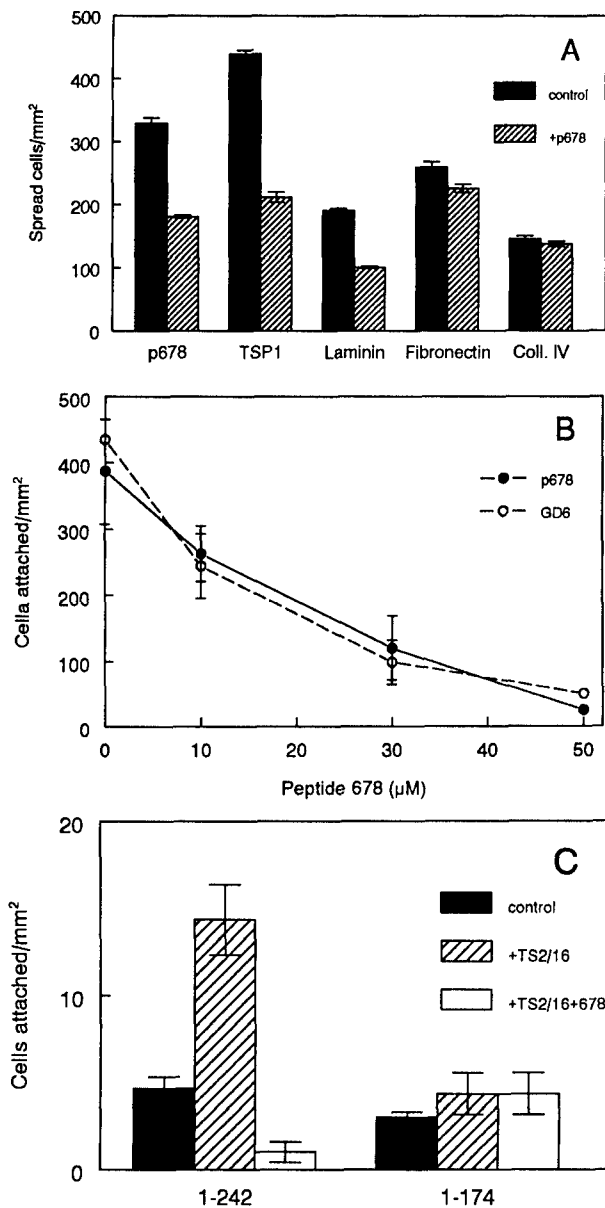 A
500
400
300
200
100
0
Spread cells/mm²
control
+p678
p678 TSP1 Laminin Fibronectin Coll. IV
B
500
400
300
200
100
0
Cella attached/mm²
p678
GD6
0 10 20 30 40 50
Peptide 678 (µM)
C
20
10
0
Cells attached/mm²
control
+TS2/16
+TS2/16+678
1-242 1-174